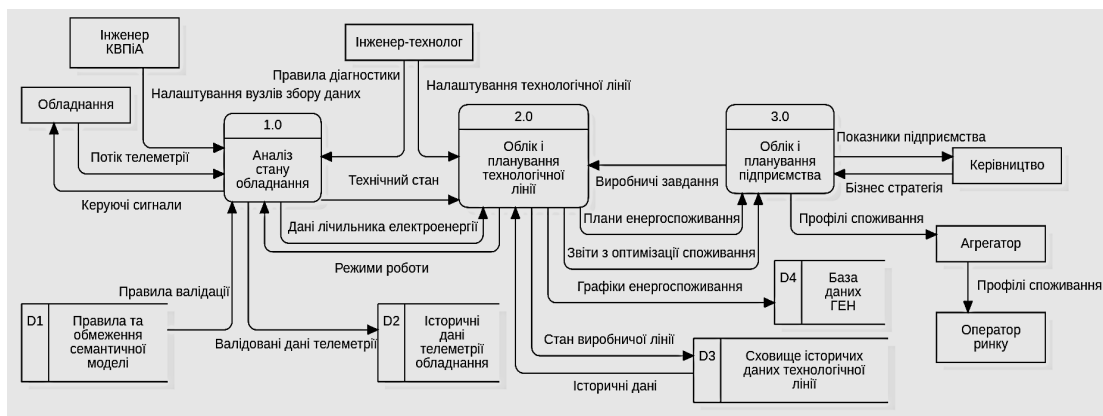 Інженер
КВПіА
Інженер-технолог
Правила діагностики
Налаштування вузлів збору даних
Налаштування технологічної лінії
Обладнання
1.0
Аналіз
стану
обладнання
2.0
Облік і
планування
технологічної
лінії
3.0
Облік і
планування
підприємства
Показники підприємства
Керівництво
Бізнес стратегія
Потік телеметрії
Керуючі сигнали
Технічний стан
Виробничі завдання
Дані лічильника електроенергії
Режими роботи
Плани енергоспоживання
Звіти з оптимізації споживання
Профілі споживання
Агрегатор
Профілі споживання
Оператор
ринку
Графіки енергоспоживання
D4
База
даних
ГЕН
Правила валідації
D1
Правила та
обмеження
семантичної
моделі
Валідовані дані телеметрії
D2
Історичні
дані
телеметрії
обладнання
Стан виробничої лінії
Історичні дані
D3
Сховище історичих
даних технологічної
лінії